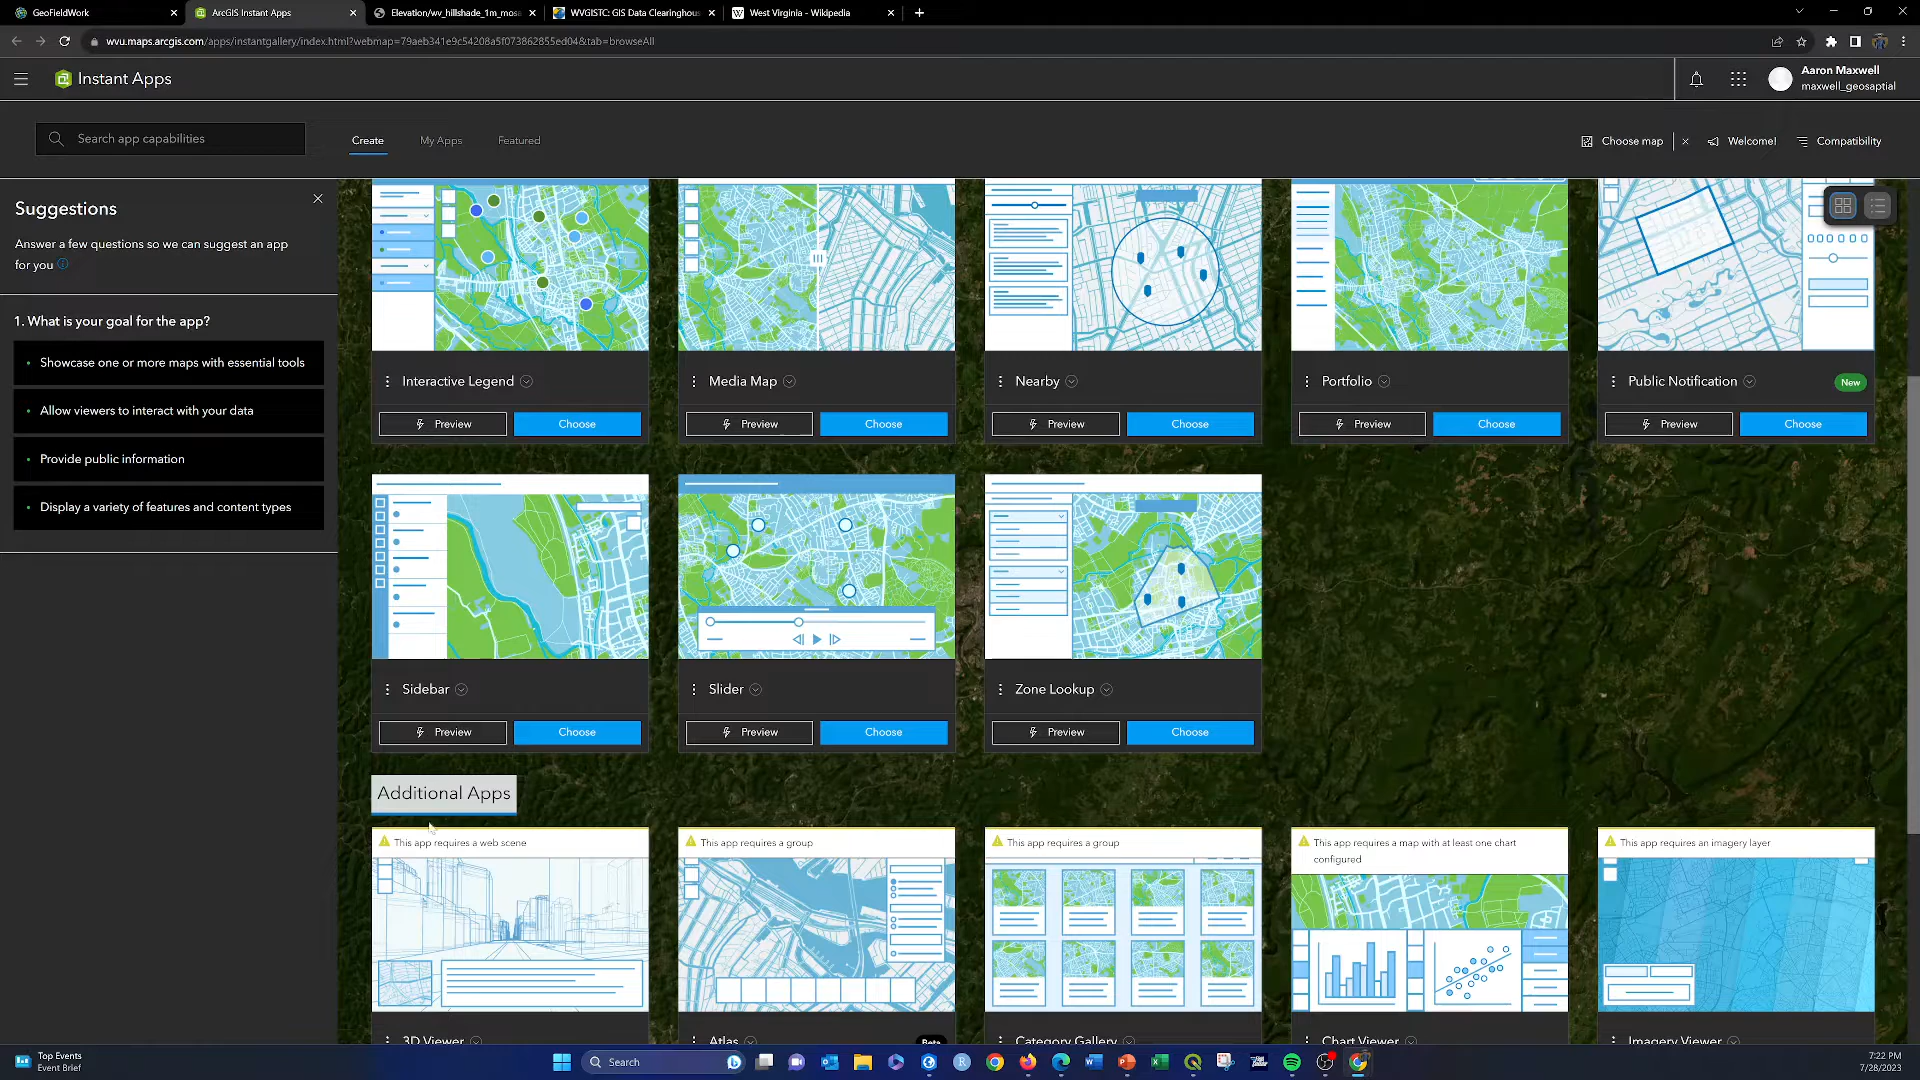 GeoFieldWork
ArcGIS Instant Apps
Elevation/wv_hillshade_1m_mosa
WVGISTC: GIS Data Clearinghous
West Virginia - Wikipedia
wvu.maps.arcgis.com/apps/instantgallery/index.html?webmap=79aeb341e9c54208a5f073862855ed04&tab=browseAll
Instant Apps
Aaron Maxwell
maxwell_geosaptial
Search app capabilities
Create
My Apps
Featured
Choose map
Welcome!
Compatibility
Suggestions
Answer a few questions so we can suggest an app
for you
1. What is your goal for the app?
Showcase one or more maps with essential tools
Allow viewers to interact with your data
Provide public information
Display a variety of features and content types
Interactive Legend
Media Map
Nearby
Portfolio
Public Notification
New
Preview
Choose
Preview
Choose
Preview
Choose
Preview
Choose
Preview
Choose
Sidebar
Slider
Zone Lookup
Preview
Choose
Preview
Choose
Preview
Choose
Additional Apps
This app requires a web scene
This app requires a group
This app requires a group
This app requires a map with at least one chart
configured
This app requires an imagery layer
3D Viewer
Atlas
Beta
Category Gallery
Chart Viewer
Imagery Viewer
Top Events
Event Brief
Search
7:22 PM
7/28/2023